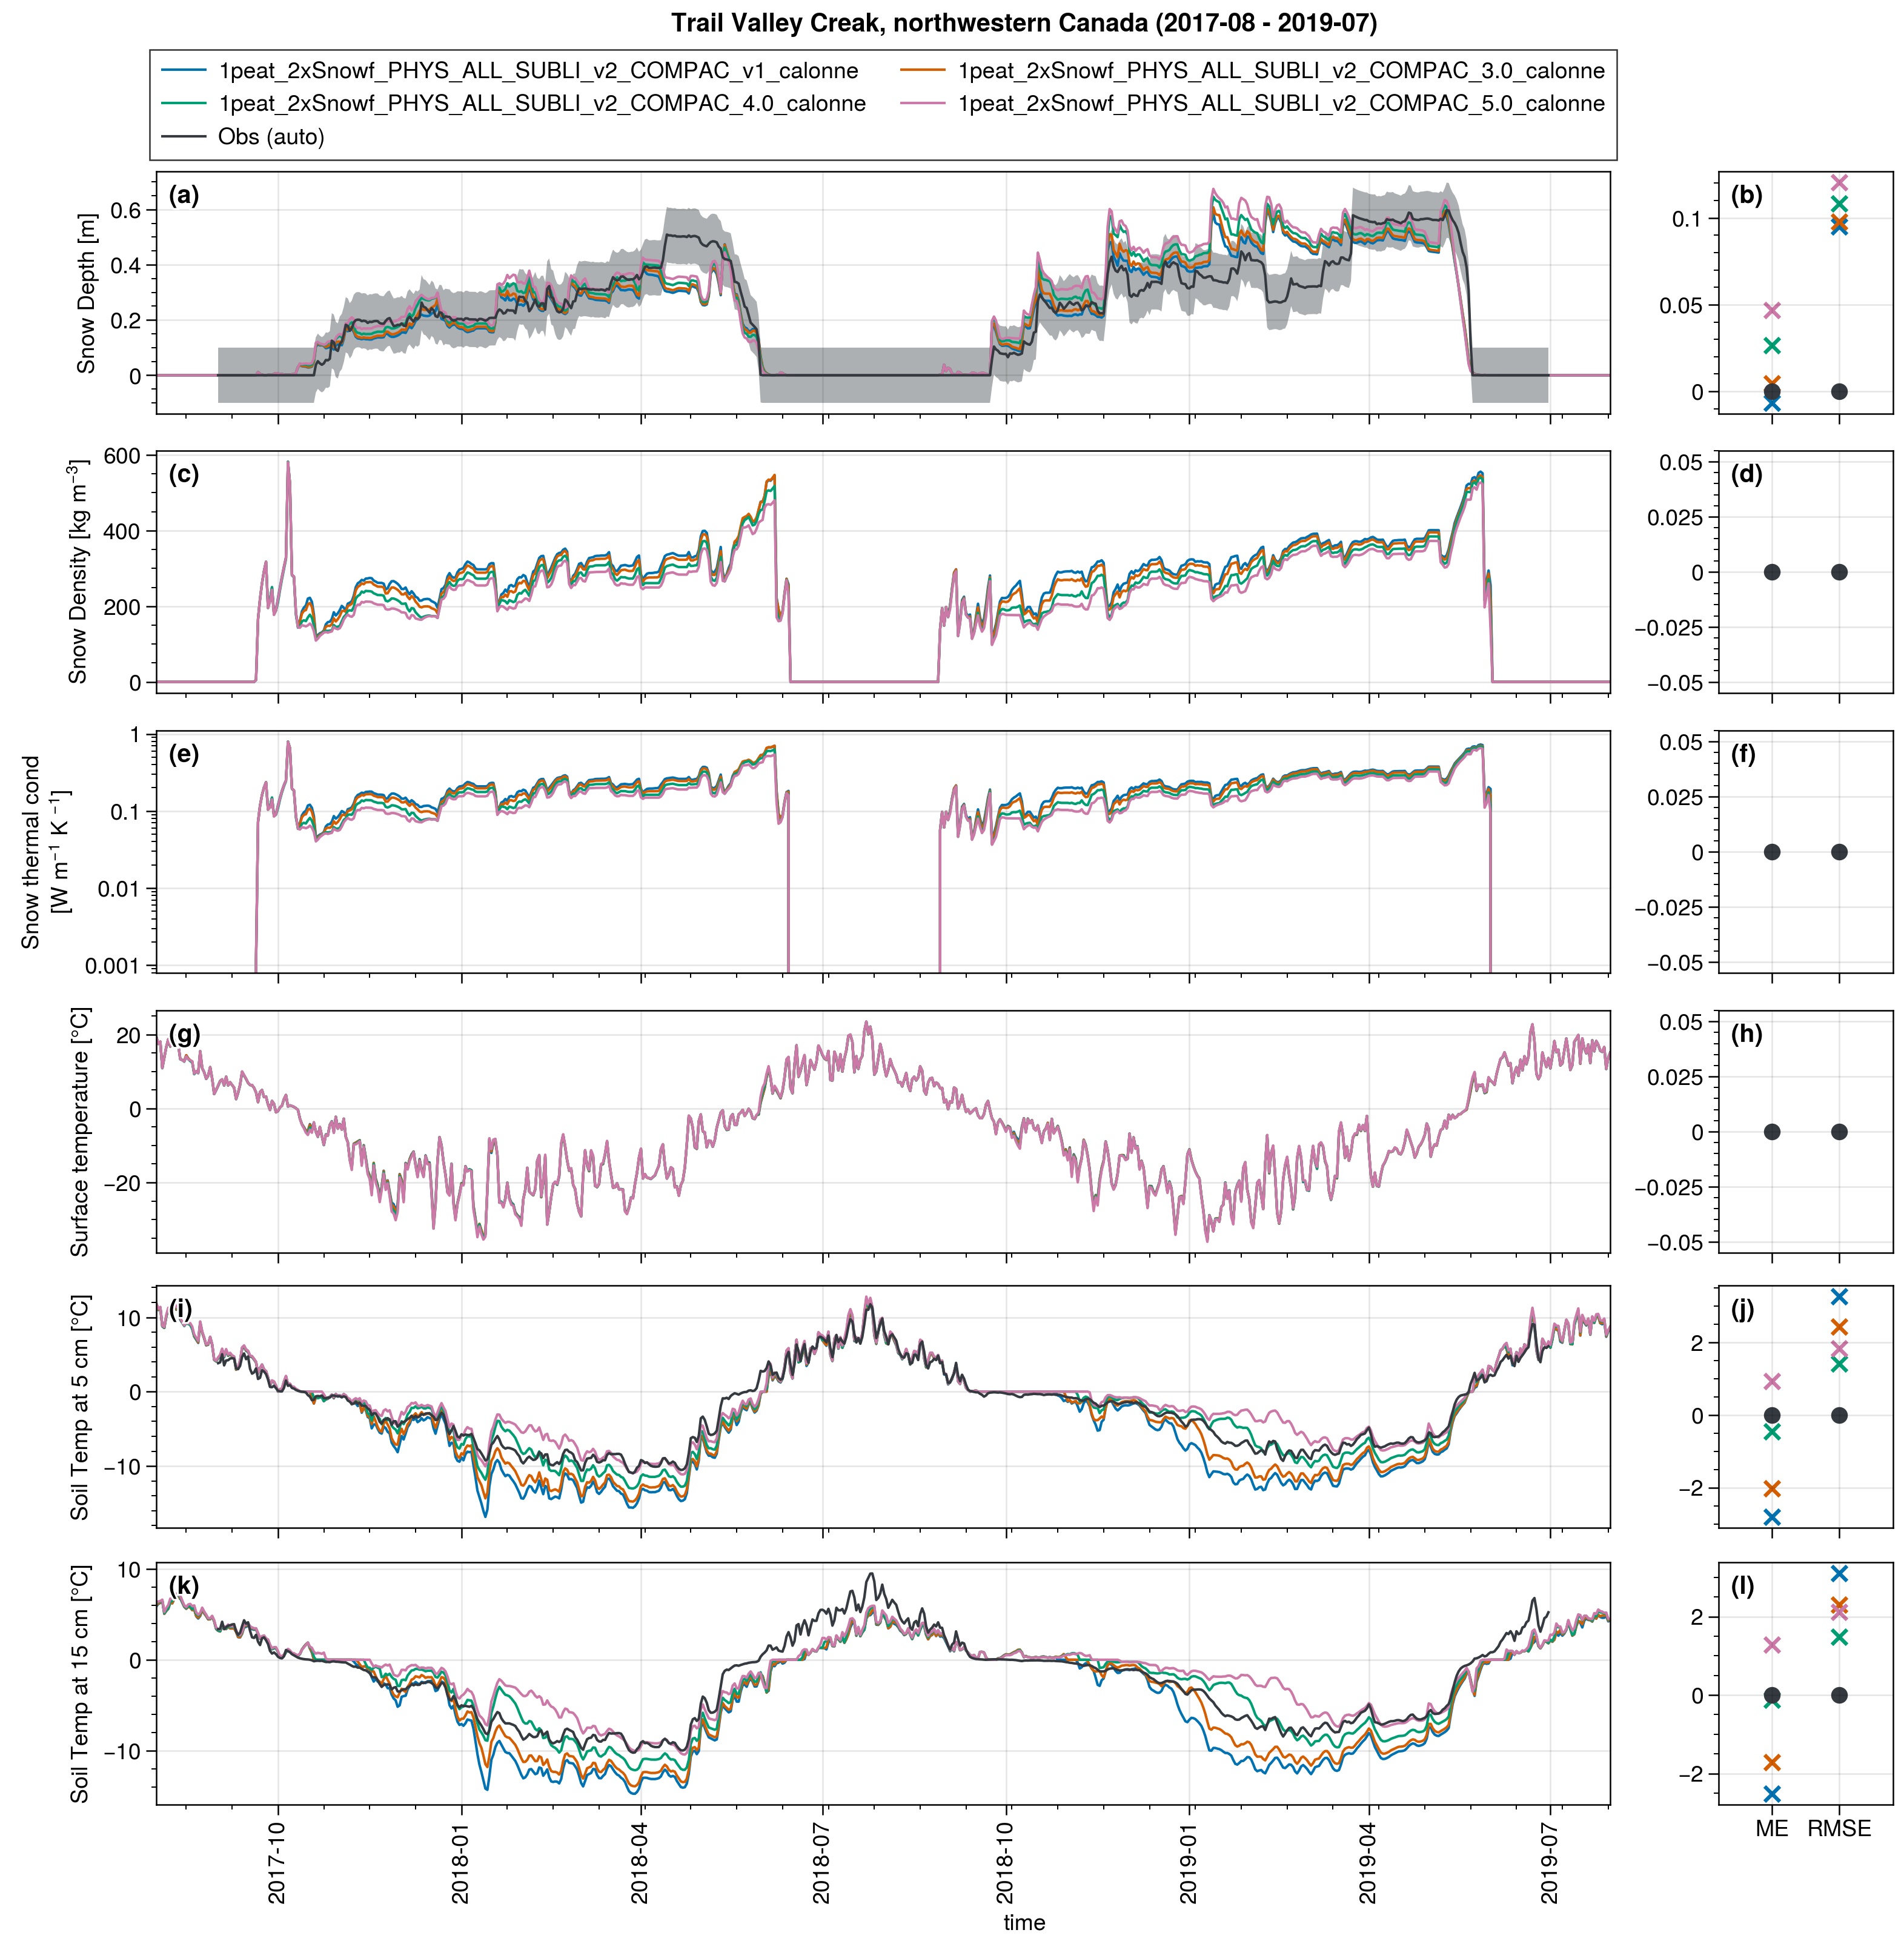 Trail Valley Creak, northwestern Canada (2017-08 - 2019-07)
1peat_2xSnowf_PHYS_ALL_SUBLI_v2_COMPAC_v1_calonne
1peat_2xSnowf_PHYS_ALL_SUBLI_v2_COMPAC_3.0_calonne
1peat_2xSnowf_PHYS_ALL_SUBLI_v2_COMPAC_4.0_calonne
1peat_2xSnowf_PHYS_ALL_SUBLI_v2_COMPAC_5.0_calonne
Obs (auto)
Snow Depth [m]
0.6
0.4
0.2
0
(a)
(b)
0.1
0.05
0
Snow Density [kg m⁻³]
600
400
200
0
(c)
(d)
0.05
0.025
0
−0.025
−0.05
Snow thermal cond
[W m⁻¹ K⁻¹]
1
0.1
0.01
0.001
(e)
(f)
0.05
0.025
0
−0.025
−0.05
Surface temperature [°C]
20
0
−20
(g)
(h)
0.05
0.025
0
−0.025
−0.05
Soil Temp at 5 cm [°C]
10
0
−10
(i)
(j)
2
0
−2
Soil Temp at 15 cm [°C]
10
0
−10
(k)
(l)
2
0
−2
2017-10
2018-01
2018-04
2018-07
2018-10
2019-01
2019-04
2019-07
ME RMSE
time